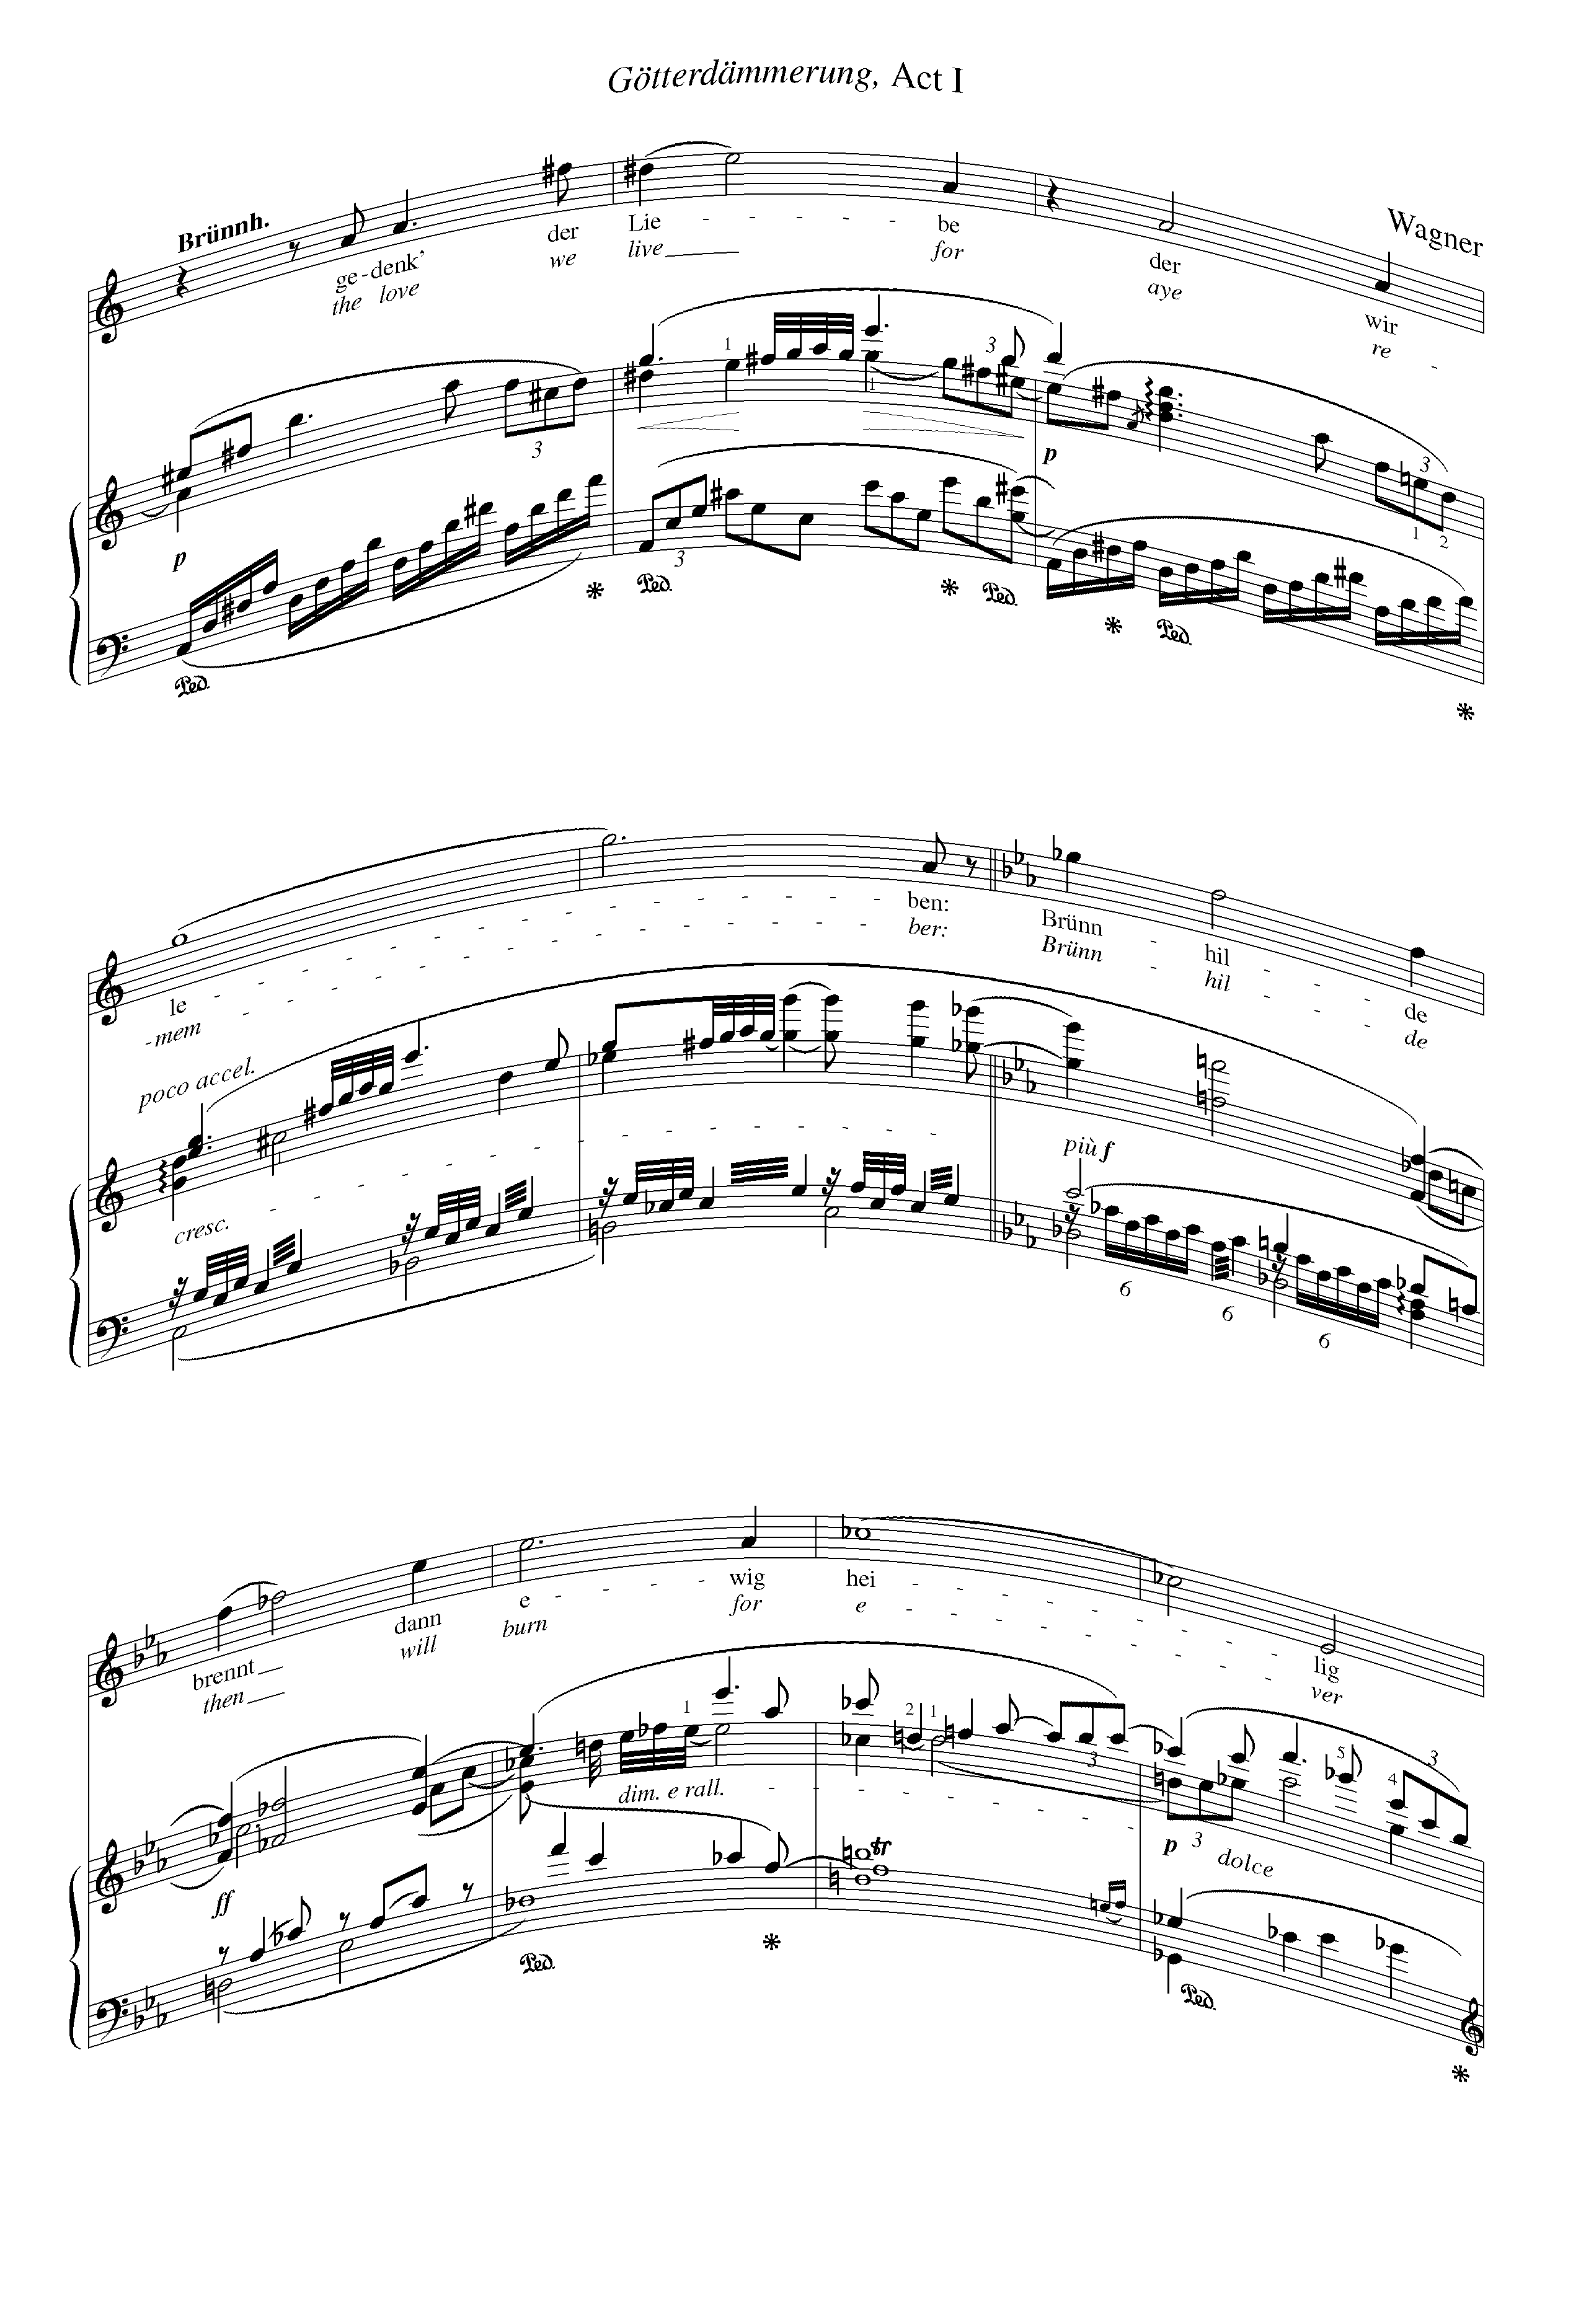 Götterdämmerung, Act I
Wagner
Brünnh.
ge - denk' der Lie - - - be der wir
the love we live for aye re -
1 3
1
3 3
p p 1 2
3
Ped. * Ped. * Ped. * Ped. *
le - - - - - - - - - - - ben: Brünn - hil - - de
-mem - - - - - - - - - - - ber: Brünn - hil - - de
poco accel.
cresc. - - - - - - - - più f
6 6 6
brennt dann e - - - wig hei - - - - - - - lig
then will burn for e - - - - - - - ver
1 2 1 3 5 4 3
dim. e rall. - - - - - - - -
ff p 3 dolce
tr
Ped. * Ped. *